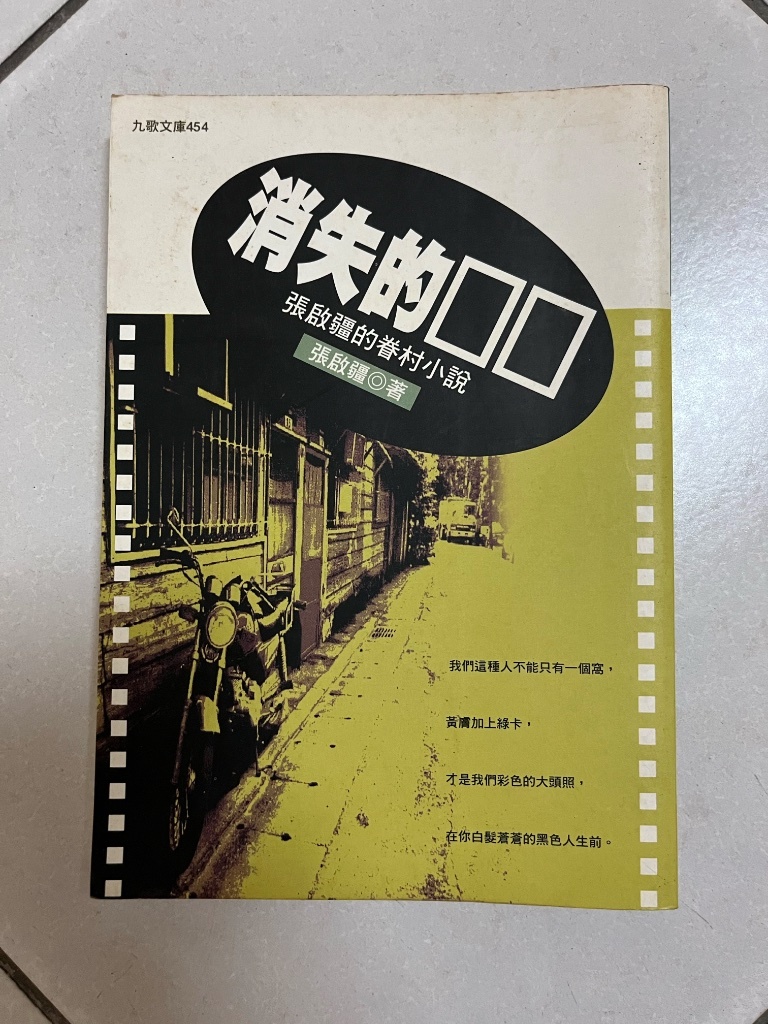 九歌文庫454
消失的□□
張啟疆的眷村小說
張啟疆◎著
我們這種人不能只有一個窩，
黃膚加上綠卡，
才是我們彩色的大頭照，
在你白髮蒼蒼的黑色人生前。